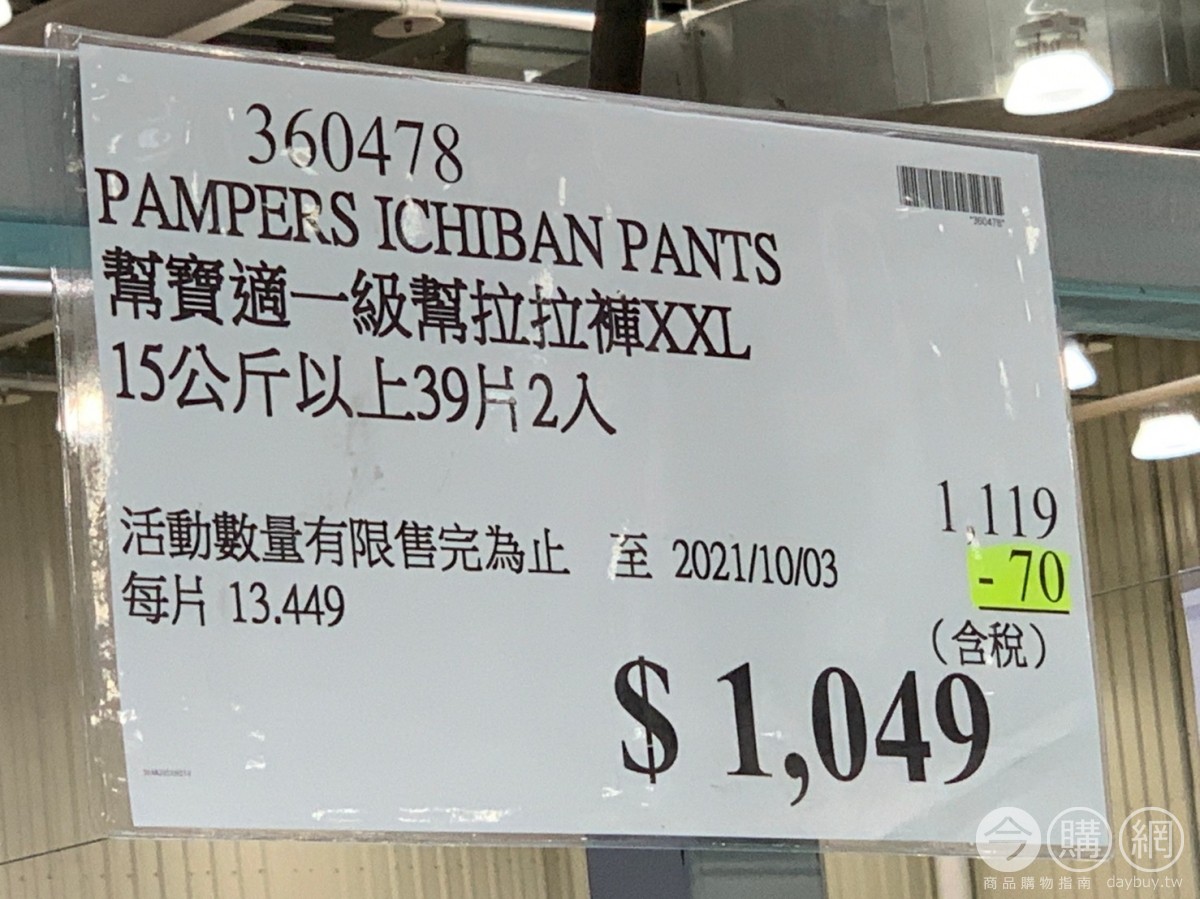 360478
"360478"
PAMPERS ICHIBAN PANTS
幫寶適一級幫拉拉褲XXL
15公斤以上39片2入
1,119
活動數量有限售完為止 至 2021/10/03
- 70
每片 13.449
(含稅)
$ 1,049
今購網
商品購物指南 daybuy.tw